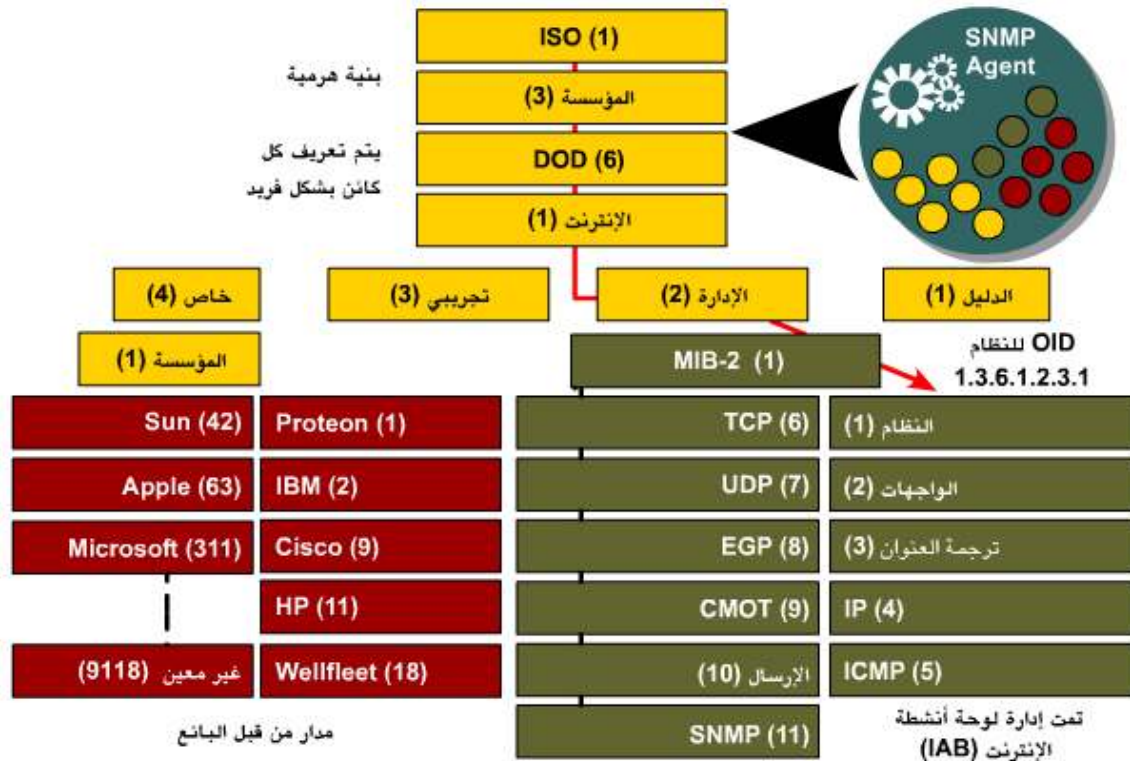 ISO (1)
المؤسسة (3)
DOD (6)
الإنترنت (1)
بنية هرمية
يتم تعريف كل
كائن بشكل فريد
SNMP
Agent
الدليل (1)
الإدارة (2)
تجريبي (3)
خاص (4)
المؤسسة (1)
MIB-2 (1)
OID للنظام
1.3.6.1.2.3.1
النظام (1)
الواجهات (2)
ترجمة العنوان (3)
IP (4)
ICMP (5)
TCP (6)
UDP (7)
EGP (8)
CMOT (9)
الإرسال (10)
SNMP (11)
Proteon (1)
IBM (2)
Cisco (9)
HP (11)
Wellfleet (18)
Sun (42)
Apple (63)
Microsoft (311)
غير معين (9118)
تمت إدارة لوحة أنشطة
الإنترنت (IAB)
مدار من قبل البائع